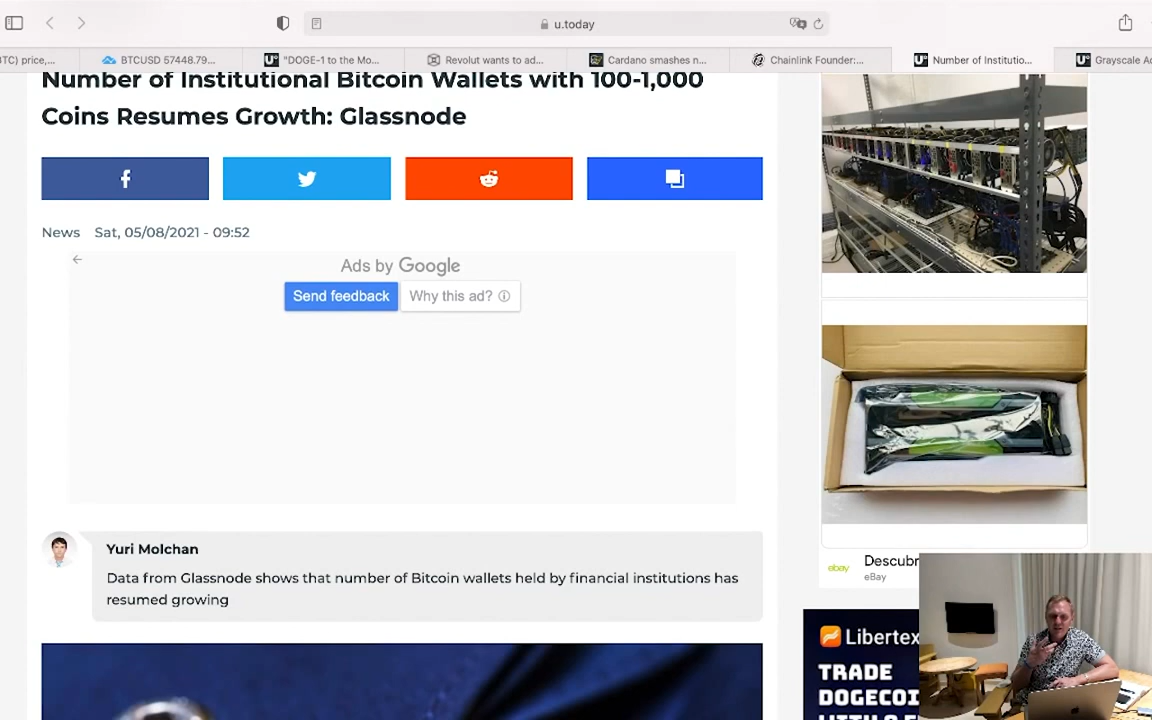 u.today
BTC) price,...
BTCUSD 57448.79...
"DOGE-1 to the Mo...
Revolut wants to ad...
Cardano smashes n...
Chainlink Founder:...
Number of Institutio...
Grayscale Ad
Number of Institutional Bitcoin Wallets with 100-1,000
Coins Resumes Growth: Glassnode
News Sat, 05/08/2021 - 09:52
Ads by Google
Send feedback
Why this ad?
Yuri Molchan
Data from Glassnode shows that number of Bitcoin wallets held by financial institutions has
resumed growing
Descubr
ebay
eBay
Libertex
TRADE
DOGECOI